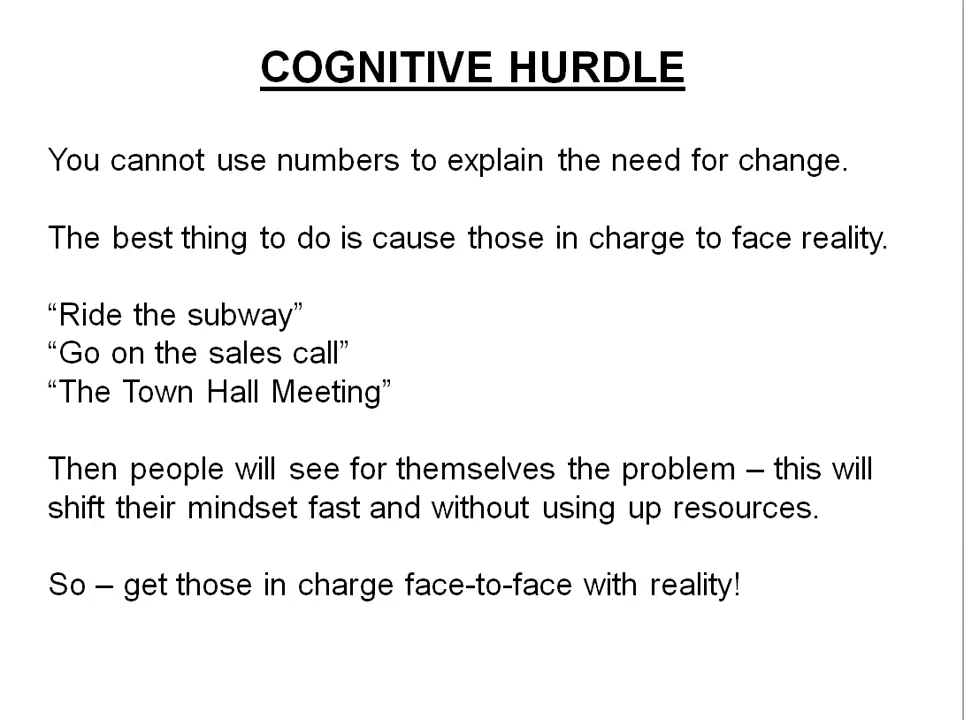 COGNITIVE HURDLE
You cannot use numbers to explain the need for change.
The best thing to do is cause those in charge to face reality.
“Ride the subway”
“Go on the sales call”
“The Town Hall Meeting”
Then people will see for themselves the problem – this will
shift their mindset fast and without using up resources.
So – get those in charge face-to-face with reality!